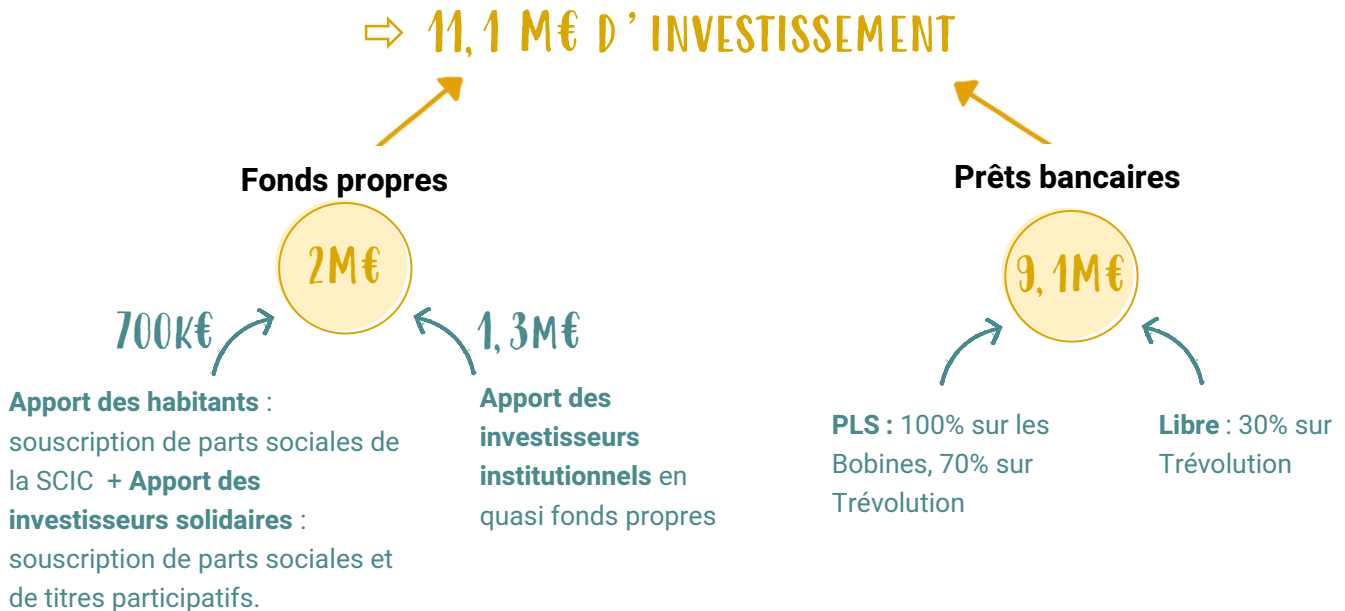 ⇨ 11,1 M€ D'INVESTISSEMENT
Fonds propres
2M€
700K€
1,3M€
Apport des habitants :
souscription de parts sociales de
la SCIC + Apport des
investisseurs solidaires :
souscription de parts sociales et
de titres participatifs.
Apport des
investisseurs
institutionnels en
quasi fonds propres
Prêts bancaires
9,1M€
PLS : 100% sur les
Bobines, 70% sur
Trévolution
Libre : 30% sur
Trévolution